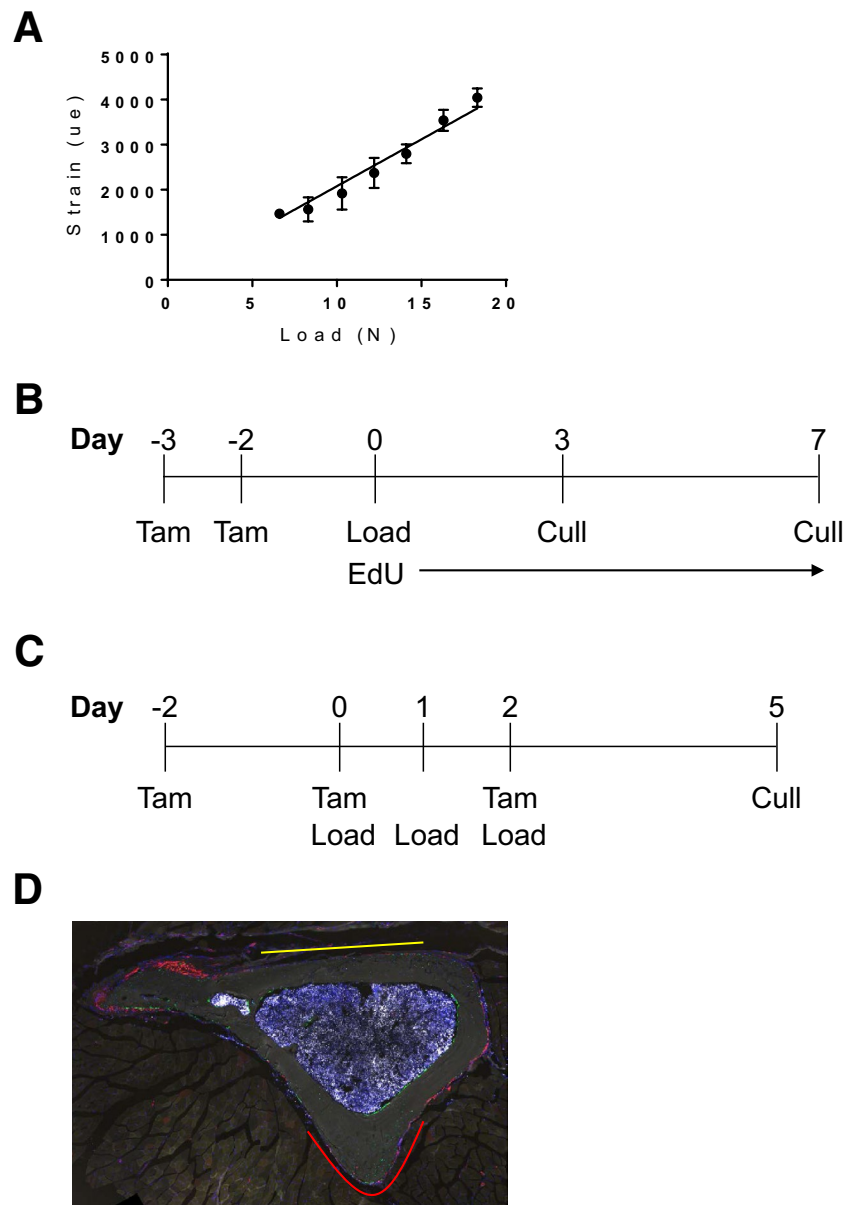 A
5000
4000
3000
2000
1000
0
Strain (ue)
0 5 10 15 20
Load (N)
B
Day -3 -2 0 3 7
Tam Tam Load Cull Cull
EdU
C
Day -2 0 1 2 5
Tam Tam Tam Cull
Load Load Load
D